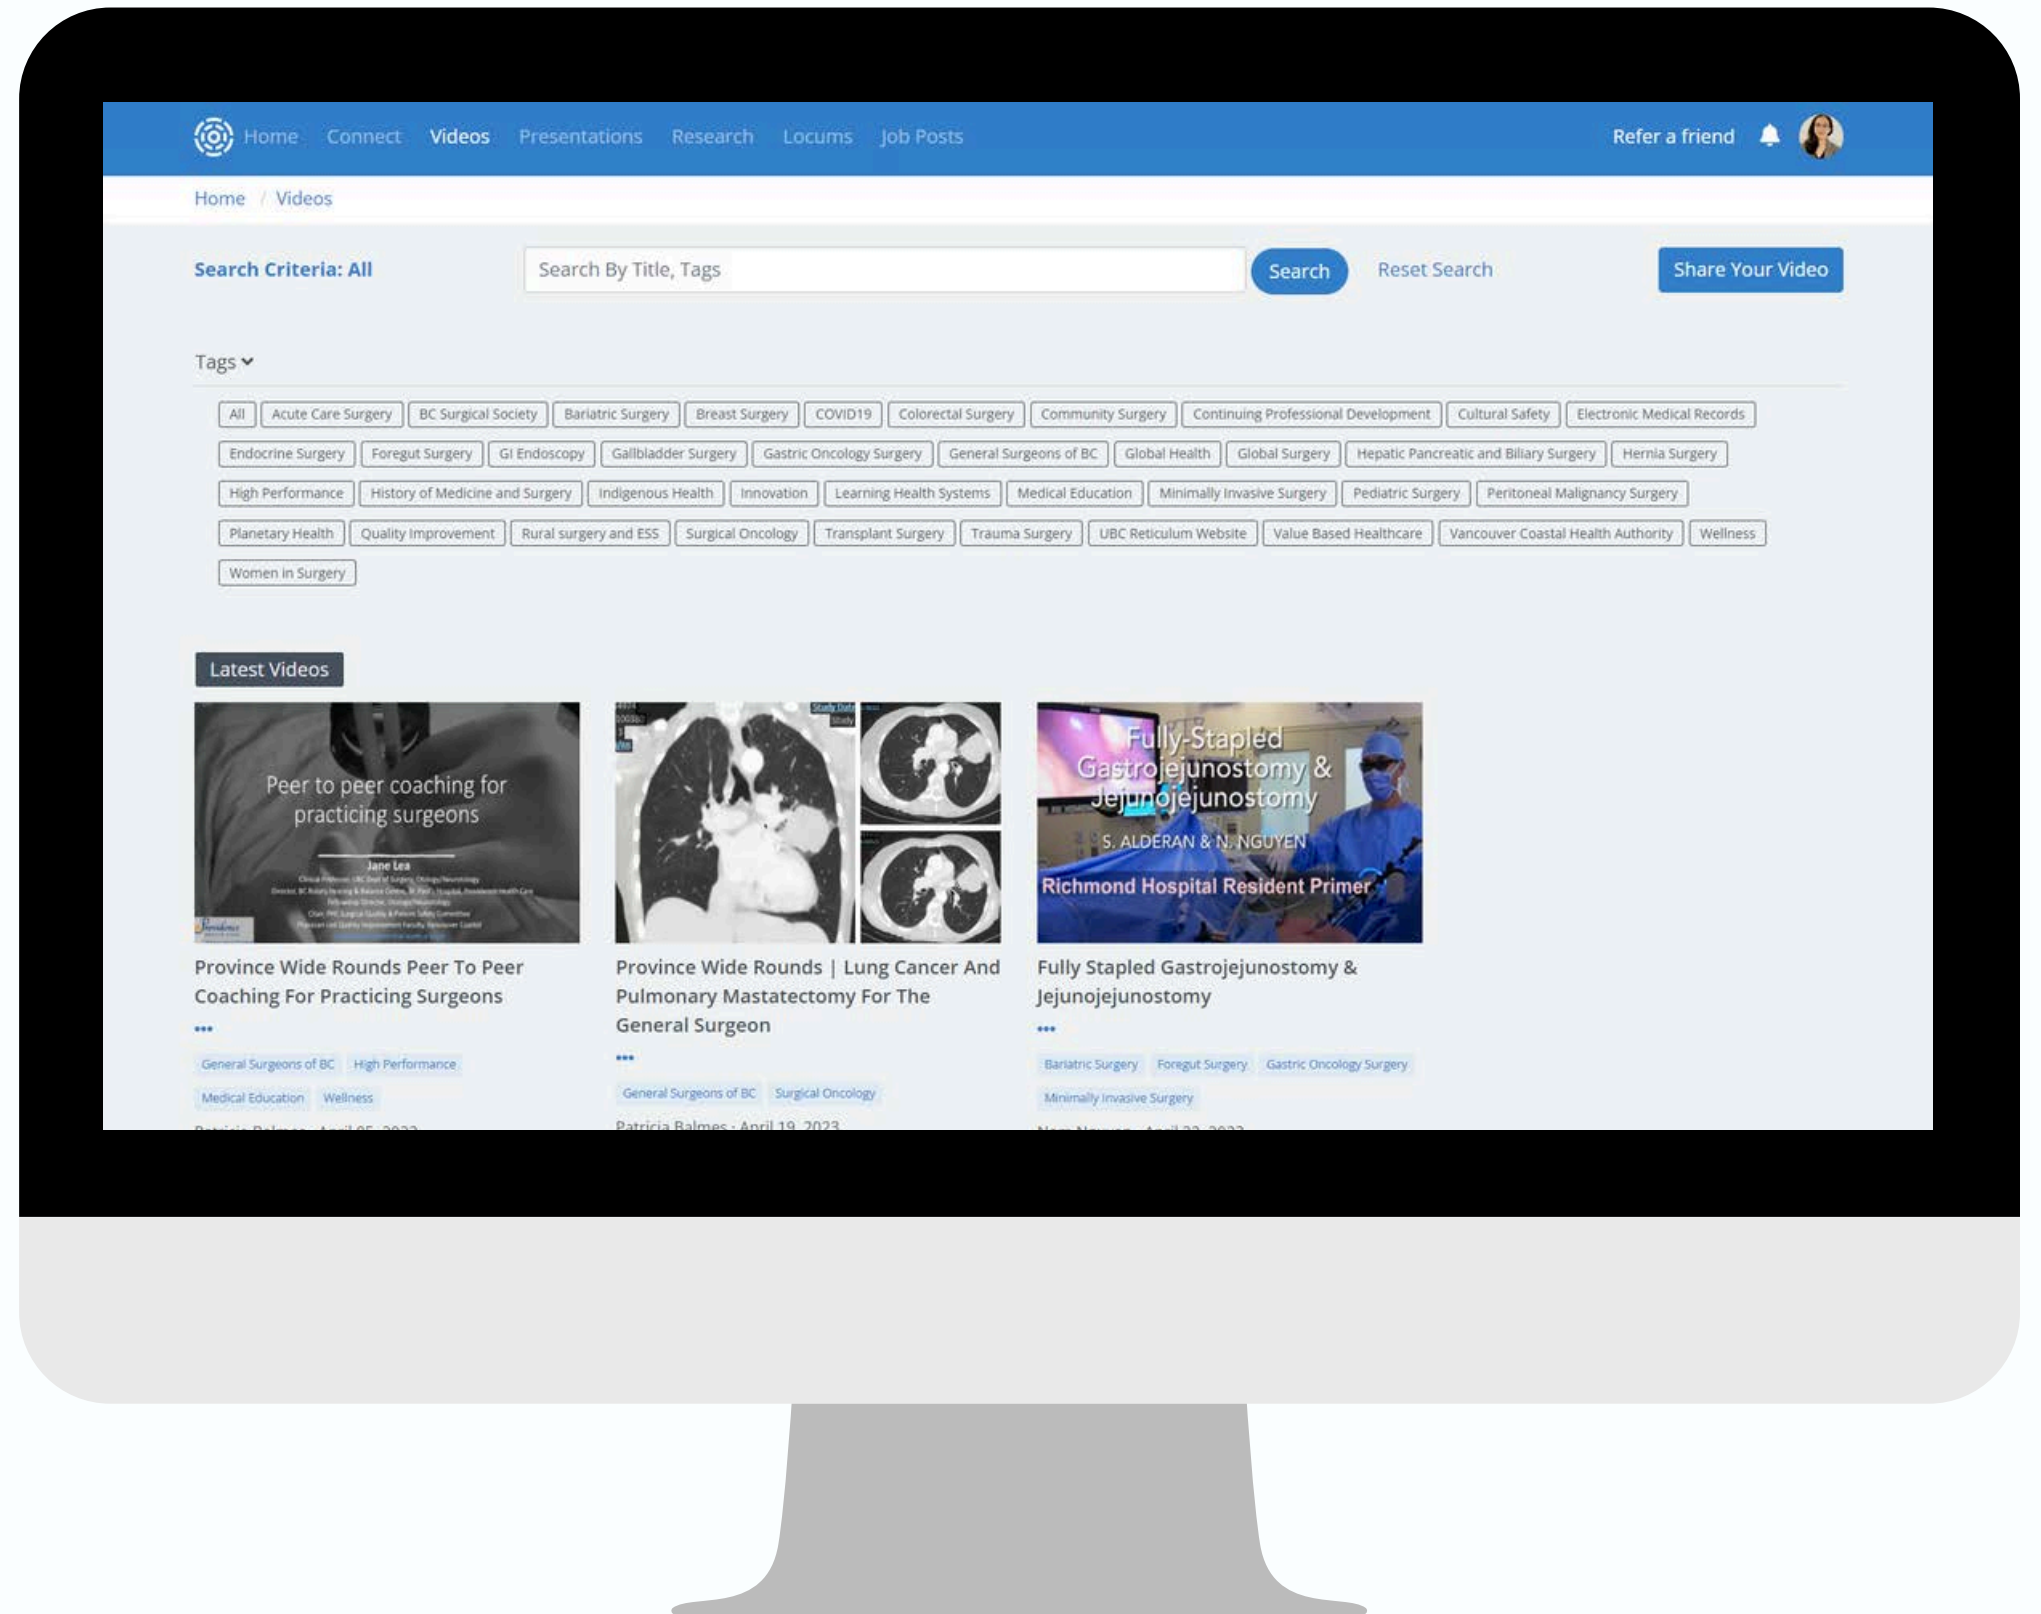 Home Connect Videos Presentations Research Locums Job Posts Refer a friend
Home / Videos
Search Criteria: All Search By Title, Tags Search Reset Search Share Your Video
Tags
All Acute Care Surgery BC Surgical Society Bariatric Surgery Breast Surgery COVID19 Colorectal Surgery Community Surgery Continuing Professional Development Cultural Safety Electronic Medical Records
Endocrine Surgery Foregut Surgery GI Endoscopy Gallbladder Surgery Gastric Oncology Surgery General Surgeons of BC Global Health Global Surgery Hepatic Pancreatic and Biliary Surgery Hernia Surgery
High Performance History of Medicine and Surgery Indigenous Health Innovation Learning Health Systems Medical Education Minimally Invasive Surgery Pediatric Surgery Peritoneal Malignancy Surgery
Planetary Health Quality Improvement Rural surgery and ESS Surgical Oncology Transplant Surgery Trauma Surgery UBC Reticulum Website Value Based Healthcare Vancouver Coastal Health Authority Wellness
Women in Surgery
Latest Videos
Peer to peer coaching for
practicing surgeons
Jane Lea
Providence
Province Wide Rounds Peer To Peer
Coaching For Practicing Surgeons
General Surgeons of BC High Performance
Medical Education Wellness
Study Date
Study
Province Wide Rounds | Lung Cancer And
Pulmonary Mastatectomy For The
General Surgeon
General Surgeons of BC Surgical Oncology
Patricia Balmes · April 19, 2023
Fully-Stapled
Gastrojejunostomy &
Jejunojejunostomy
S. ALDERAN & N. NGUYEN
Richmond Hospital Resident Primer
Fully Stapled Gastrojejunostomy &
Jejunojejunostomy
Bariatric Surgery Foregut Surgery Gastric Oncology Surgery
Minimally Invasive Surgery